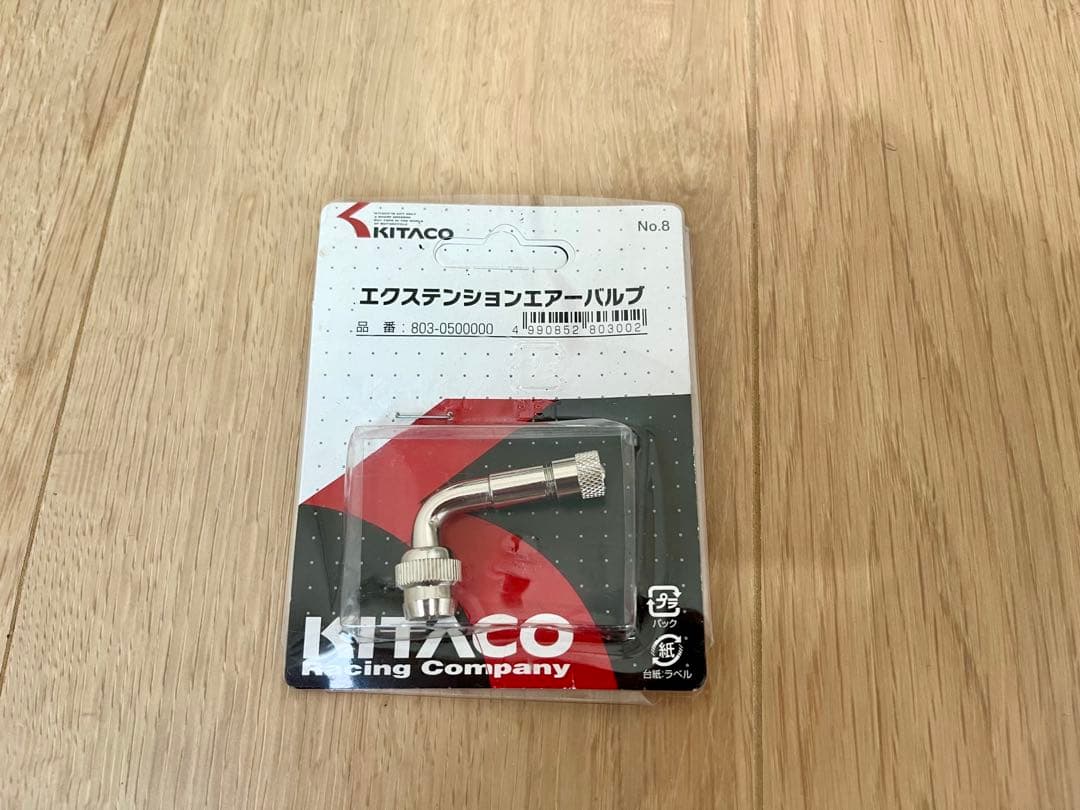 KITACO
No.8
エクステンションエアーバルブ
品 番：803-0500000
4 990852 803002
KITACO
Racing Company
プラ
パック
紙
台紙:ラベル